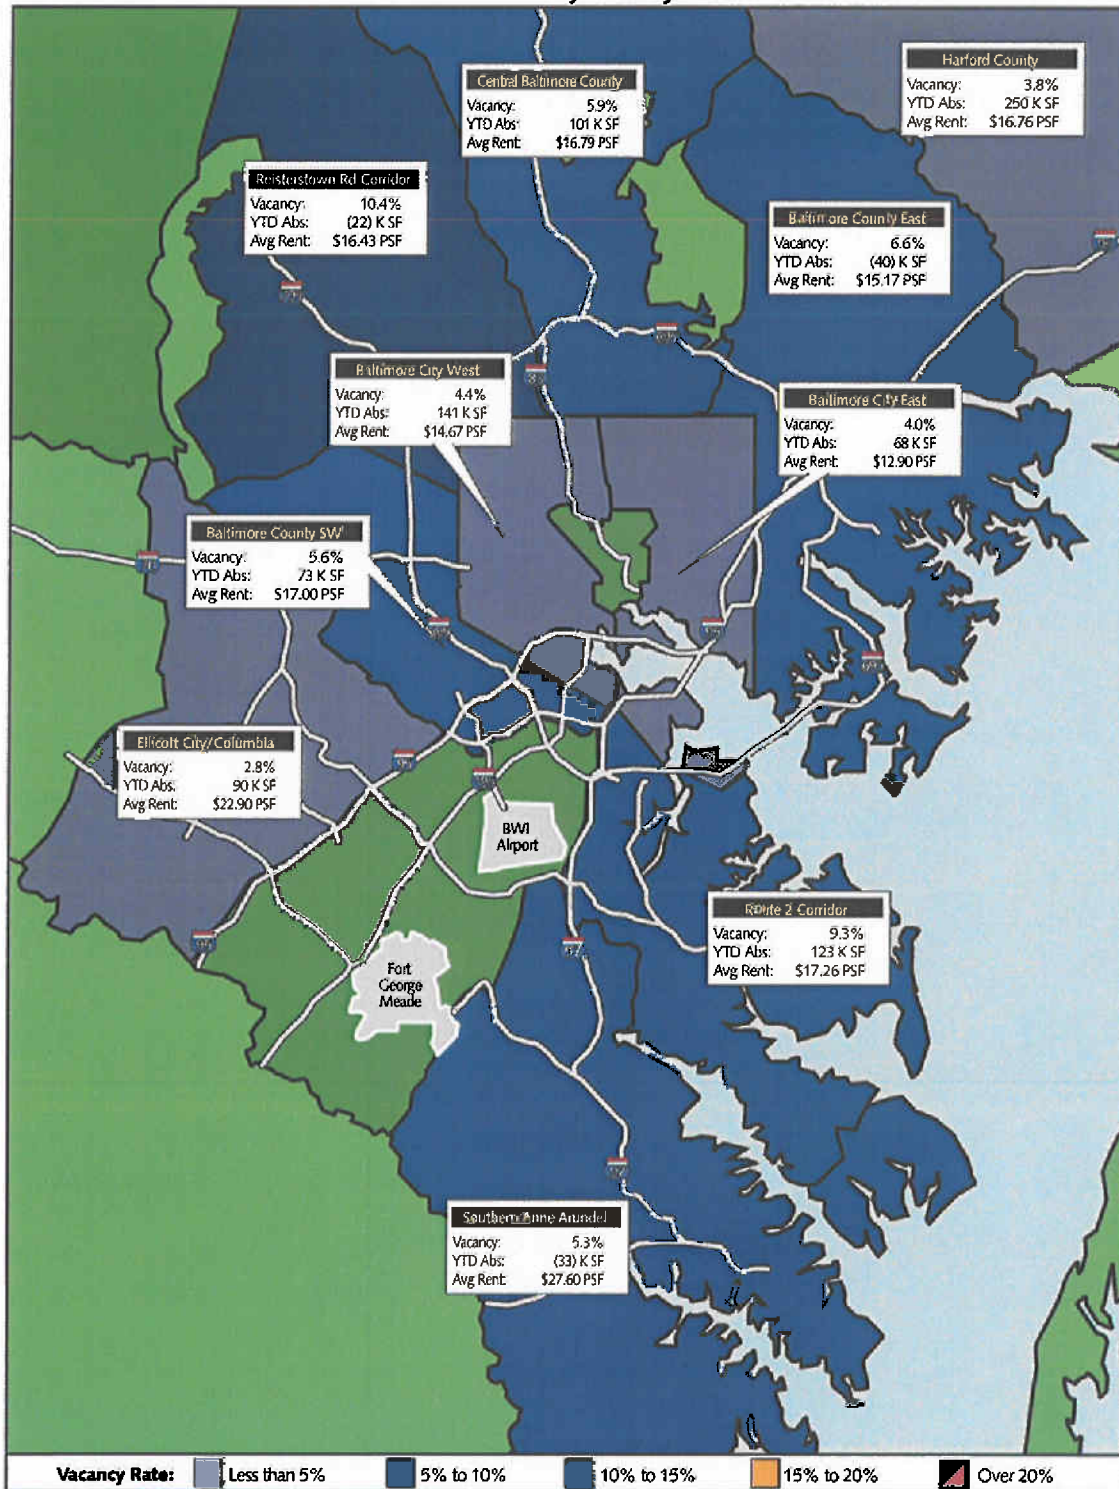 Harford County
Vacancy: 3.8%
YTD Abs: 250 K SF
Avg Rent: $16.76 PSF
Central Baltimore County
Vacancy: 5.9%
YTD Abs: 101 K SF
Avg Rent: $16.79 PSF
Reisterstown Rd Corridor
Vacancy: 10.4%
YTD Abs: (22) K SF
Avg Rent: $16.43 PSF
Baltimore County East
Vacancy: 6.6%
YTD Abs: (40) K SF
Avg Rent: $15.17 PSF
Baltimore City West
Vacancy: 4.4%
YTD Abs: 141 K SF
Avg Rent: $14.67 PSF
Baltimore City East
Vacancy: 4.0%
YTD Abs: 68 K SF
Avg Rent: $12.90 PSF
Baltimore County SW
Vacancy: 5.6%
YTD Abs: 73 K SF
Avg Rent: $17.00 PSF
Ellicott City/Columbia
Vacancy: 2.8%
YTD Abs: 90 K SF
Avg Rent: $22.90 PSF
BWI
Airport
Route 2 Corridor
Vacancy: 9.3%
YTD Abs: 123 K SF
Avg Rent: $17.26 PSF
Fort
George
Meade
Southern Anne Arundel
Vacancy: 5.3%
YTD Abs: (33) K SF
Avg Rent: $27.60 PSF
Vacancy Rate: Less than 5% 5% to 10% 10% to 15% 15% to 20% Over 20%